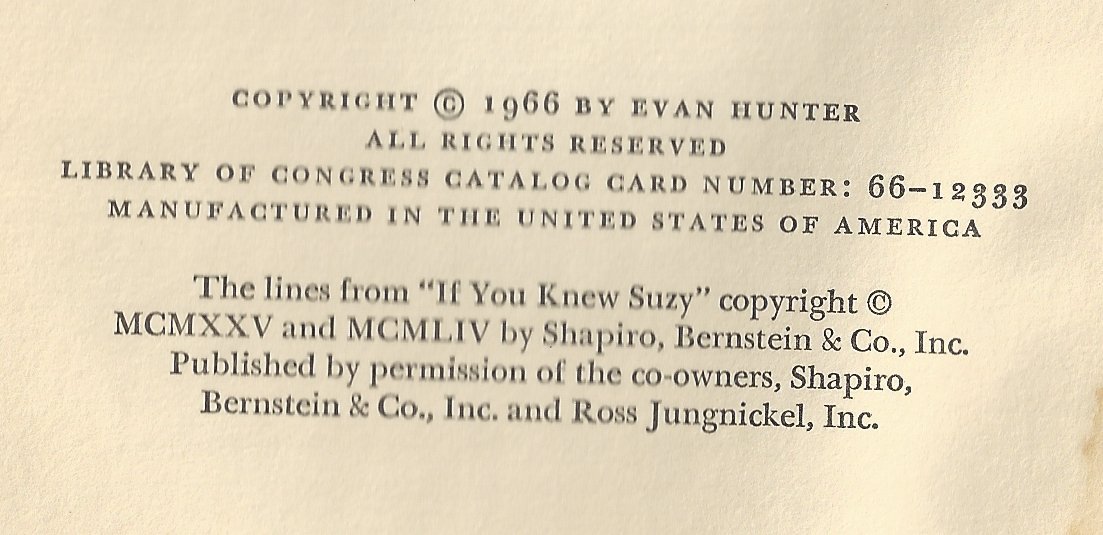 COPYRIGHT © 1966 BY EVAN HUNTER
ALL RIGHTS RESERVED
LIBRARY OF CONGRESS CATALOG CARD NUMBER: 66–12333
MANUFACTURED IN THE UNITED STATES OF AMERICA
The lines from “If You Knew Suzy” copyright ©
MCMXXV and MCMLIV by Shapiro, Bernstein & Co., Inc.
Published by permission of the co-owners, Shapiro,
Bernstein & Co., Inc. and Ross Jungnickel, Inc.